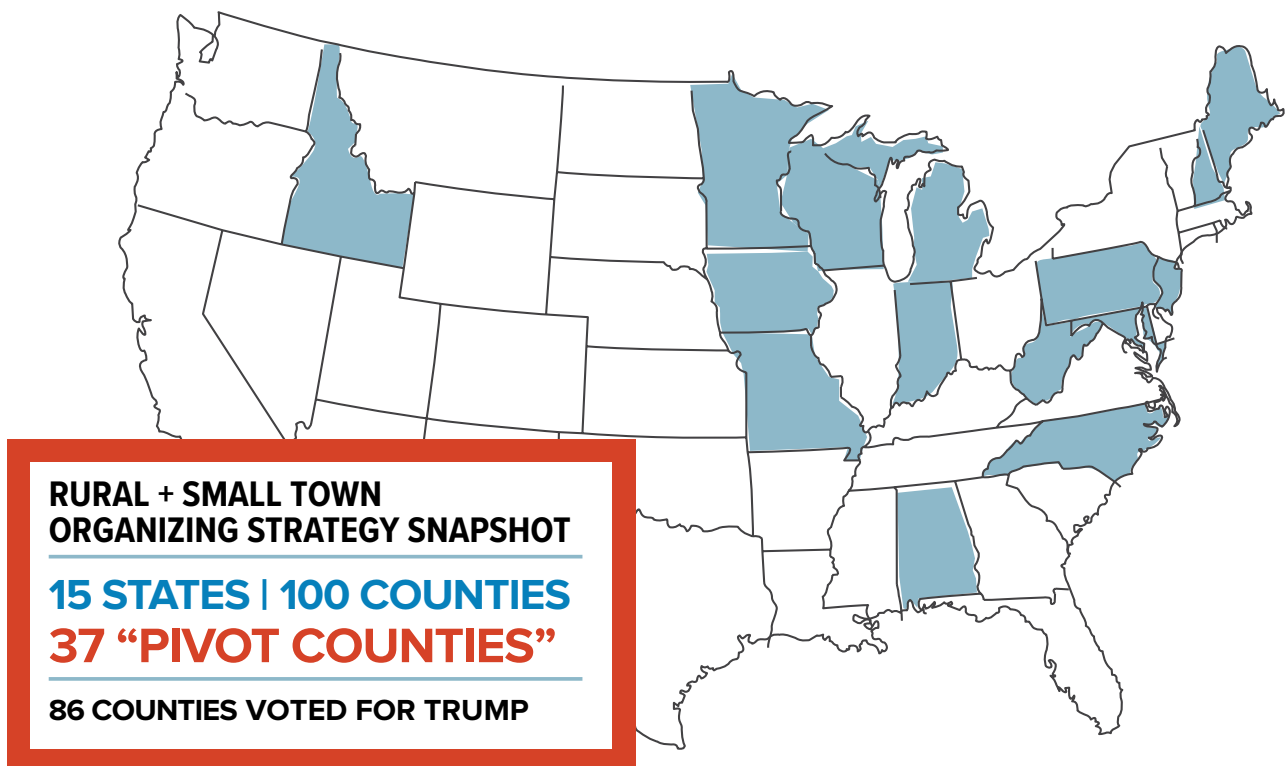 RURAL + SMALL TOWN
ORGANIZING STRATEGY SNAPSHOT
15 STATES | 100 COUNTIES
37 “PIVOT COUNTIES”
86 COUNTIES VOTED FOR TRUMP